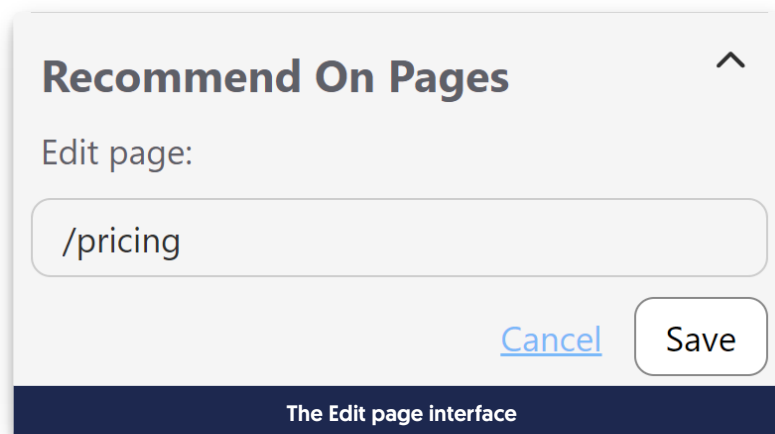 Recommend On Pages
Edit page:
/pricing
Cancel Save
The Edit page interface